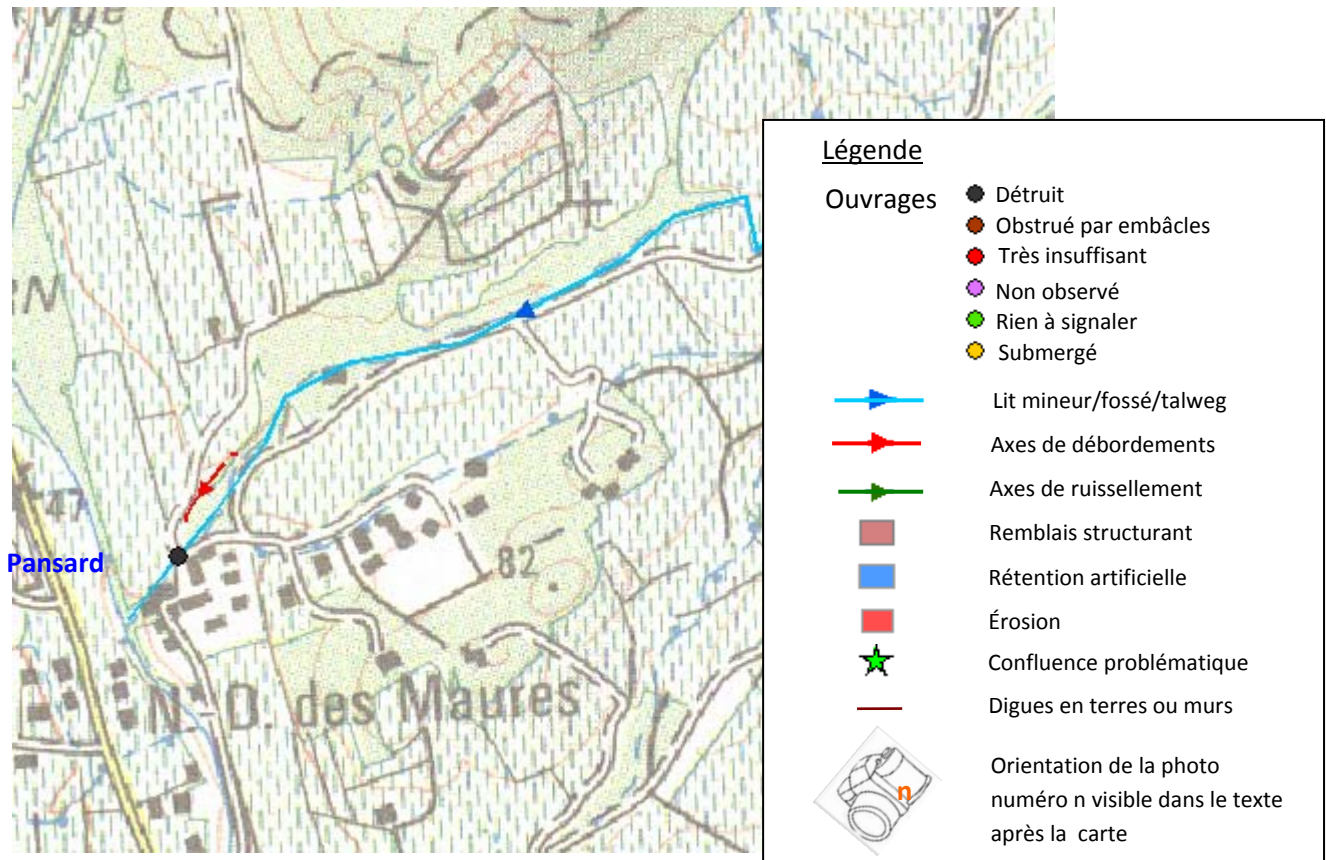 47
Pansard
82
N.-D. des Maures
Légende
Ouvrages
Détruit
Obstrué par embâcles
Très insuffisant
Non observé
Rien à signaler
Submergé
Lit mineur/fossé/talweg
Axes de débordements
Axes de ruissellement
Remblais structurant
Rétention artificielle
Érosion
Confluence problématique
Digues en terres ou murs
n
Orientation de la photo
numéro n visible dans le texte
après la carte